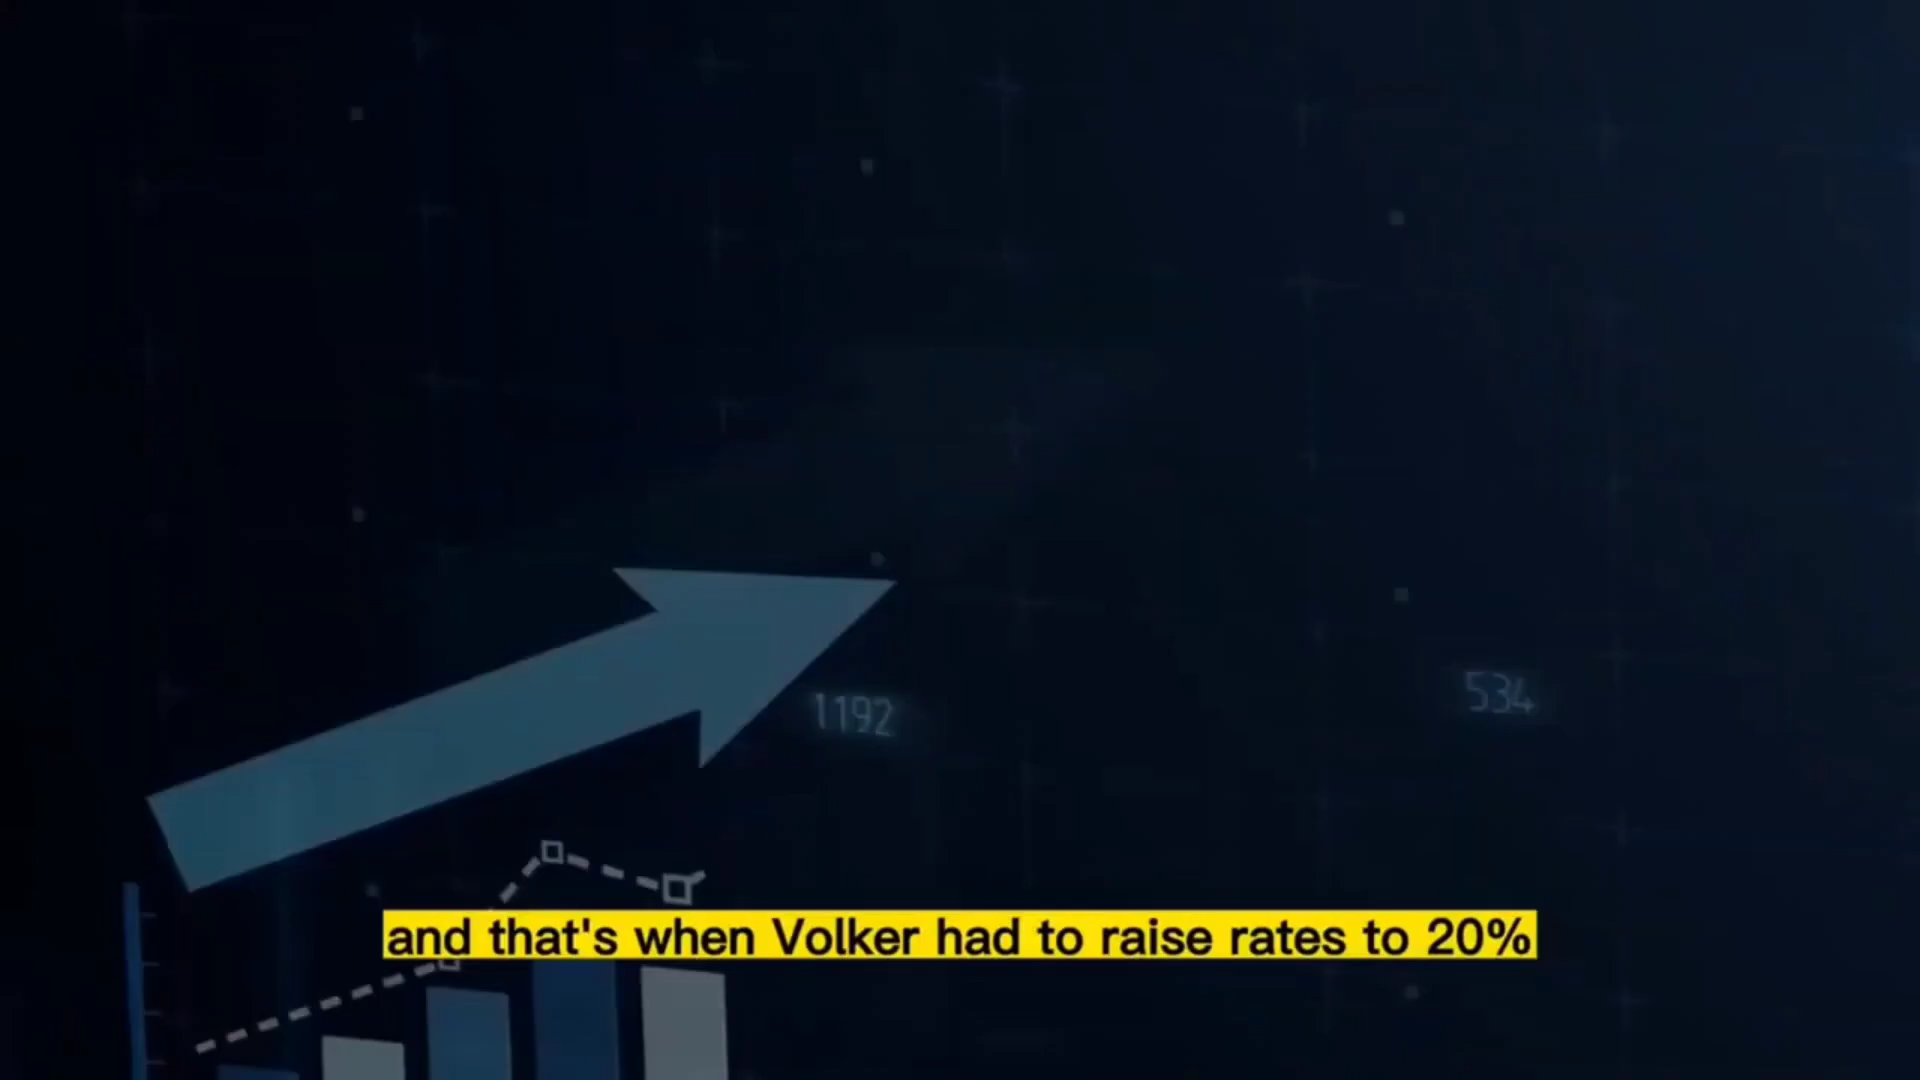 1192
534
and that's when Volker had to raise rates to 20%